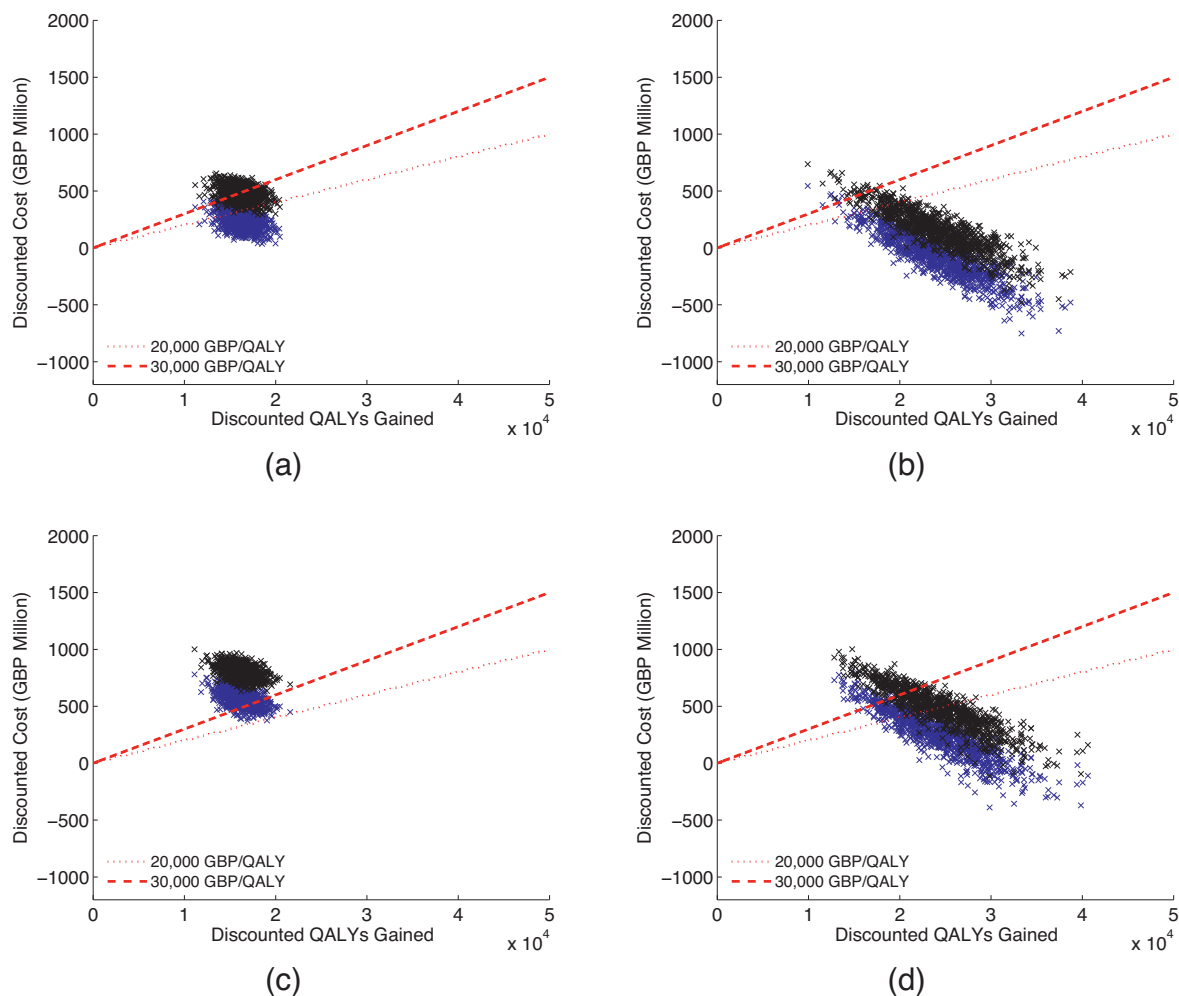 2000
1500
1000
500
0
−500
−1000
Discounted Cost (GBP Million)
20,000 GBP/QALY
30,000 GBP/QALY
0 1 2 3 4 5
Discounted QALYs Gained
x 10^4
(a)
2000
1500
1000
500
0
−500
−1000
Discounted Cost (GBP Million)
20,000 GBP/QALY
30,000 GBP/QALY
0 1 2 3 4 5
Discounted QALYs Gained
x 10^4
(b)
2000
1500
1000
500
0
−500
−1000
Discounted Cost (GBP Million)
20,000 GBP/QALY
30,000 GBP/QALY
0 1 2 3 4 5
Discounted QALYs Gained
x 10^4
(c)
2000
1500
1000
500
0
−500
−1000
Discounted Cost (GBP Million)
20,000 GBP/QALY
30,000 GBP/QALY
0 1 2 3 4 5
Discounted QALYs Gained
x 10^4
(d)